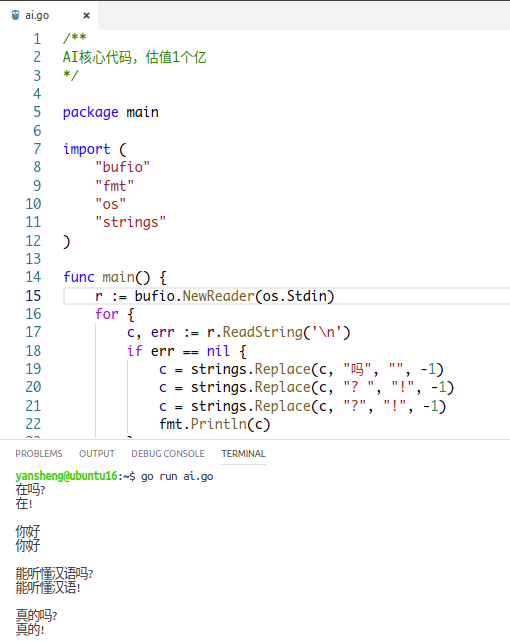 ai.go ×
1 /**
2 AI核心代码，估值1个亿
3 */
4
5 package main
6
7 import (
8 "bufio"
9 "fmt"
10 "os"
11 "strings"
12 )
13
14 func main() {
15 r := bufio.NewReader(os.Stdin)
16 for {
17 c, err := r.ReadString('\n')
18 if err == nil {
19 c = strings.Replace(c, "吗", "", -1)
20 c = strings.Replace(c, "? ", "!", -1)
21 c = strings.Replace(c, "?", "!", -1)
22 fmt.Println(c)
PROBLEMS OUTPUT DEBUG CONSOLE TERMINAL
yansheng@ubuntu16:~$ go run ai.go
在吗?
在!
你好
你好
能听懂汉语吗?
能听懂汉语!
真的吗?
真的!